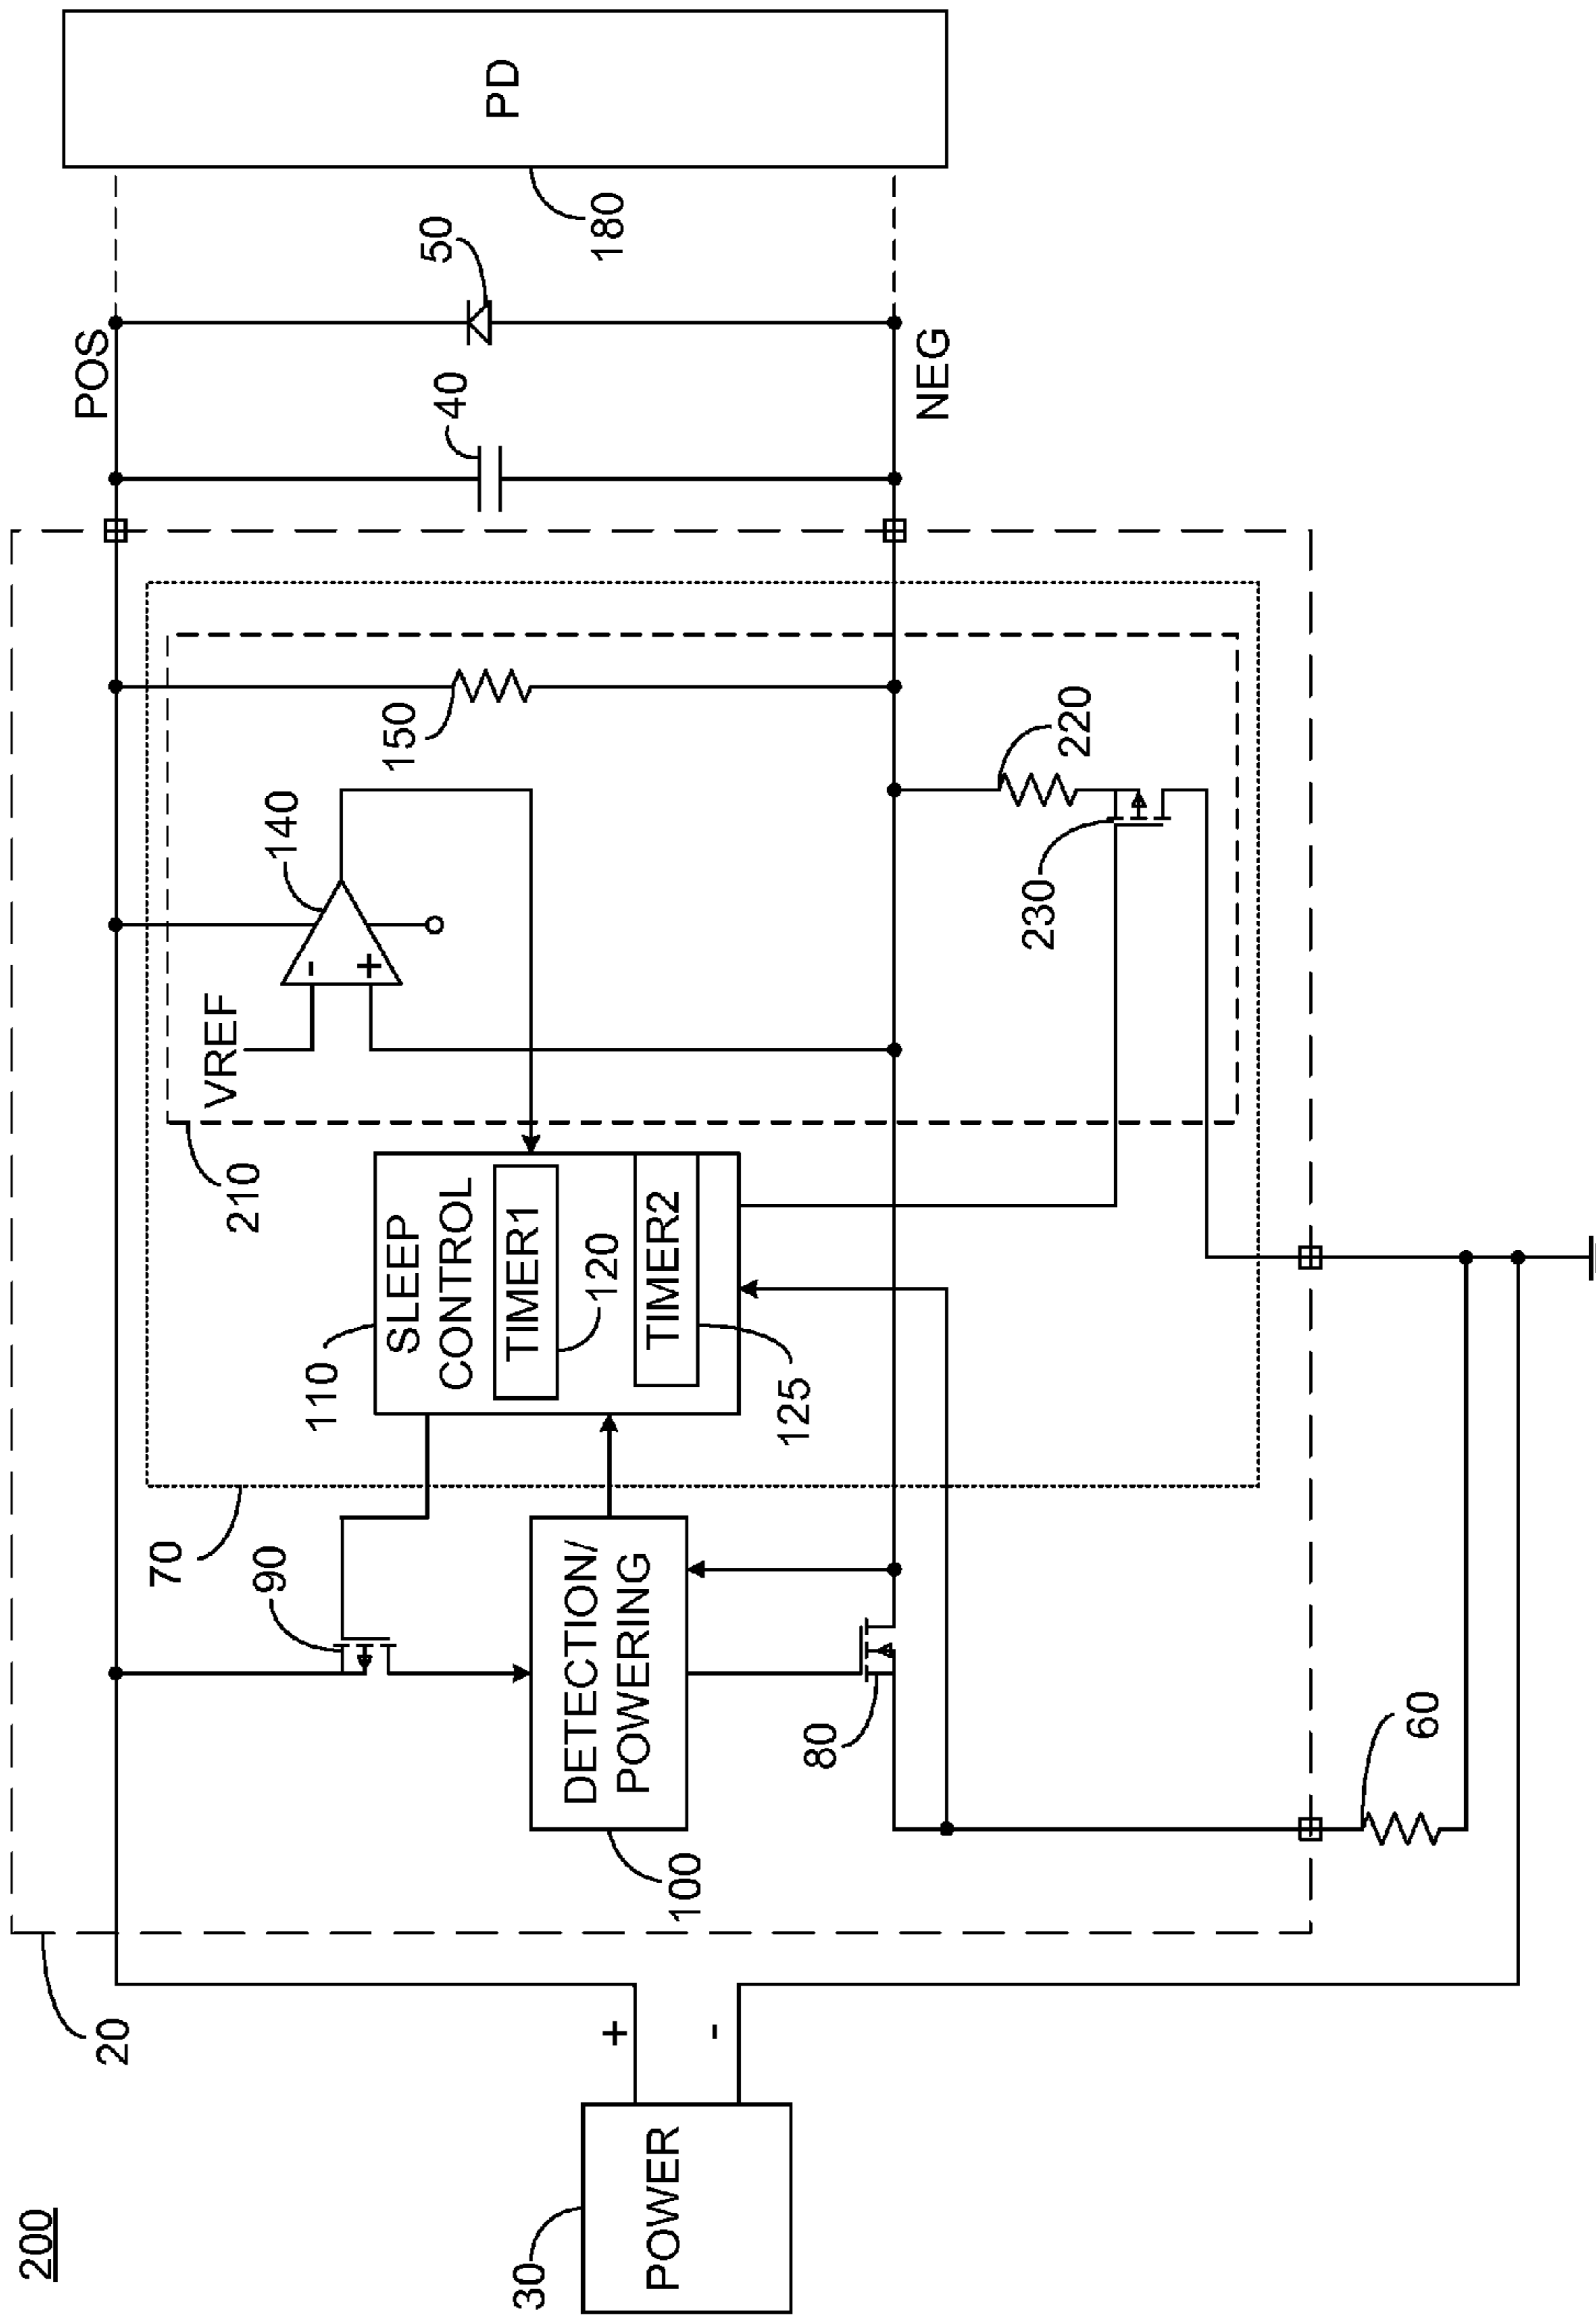 200
20
30
POWER
+
-
70
90
DETECTION/
POWERING
100
80
60
110
SLEEP
CONTROL
TIMER1
120
TIMER2
125
210
VREF
-
+
140
150
220
230
POS
NEG
40
50
PD
180